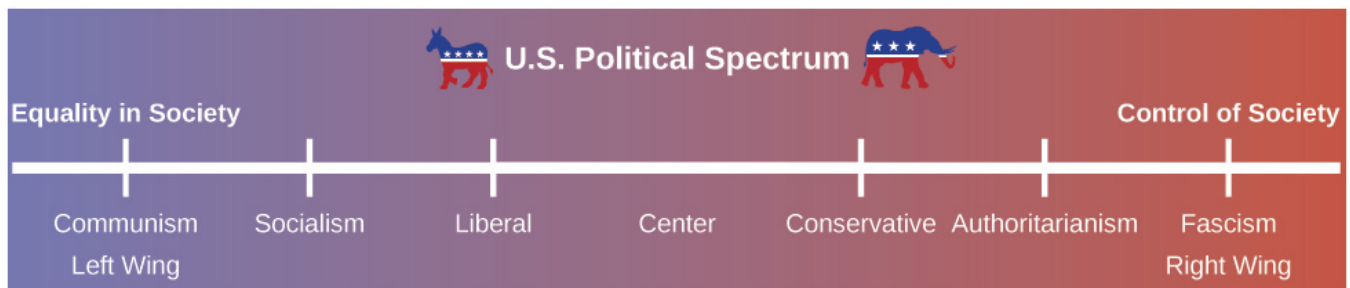 U.S. Political Spectrum
Equality in Society
Control of Society
Communism
Socialism
Liberal
Center
Conservative
Authoritarianism
Fascism
Left Wing
Right Wing